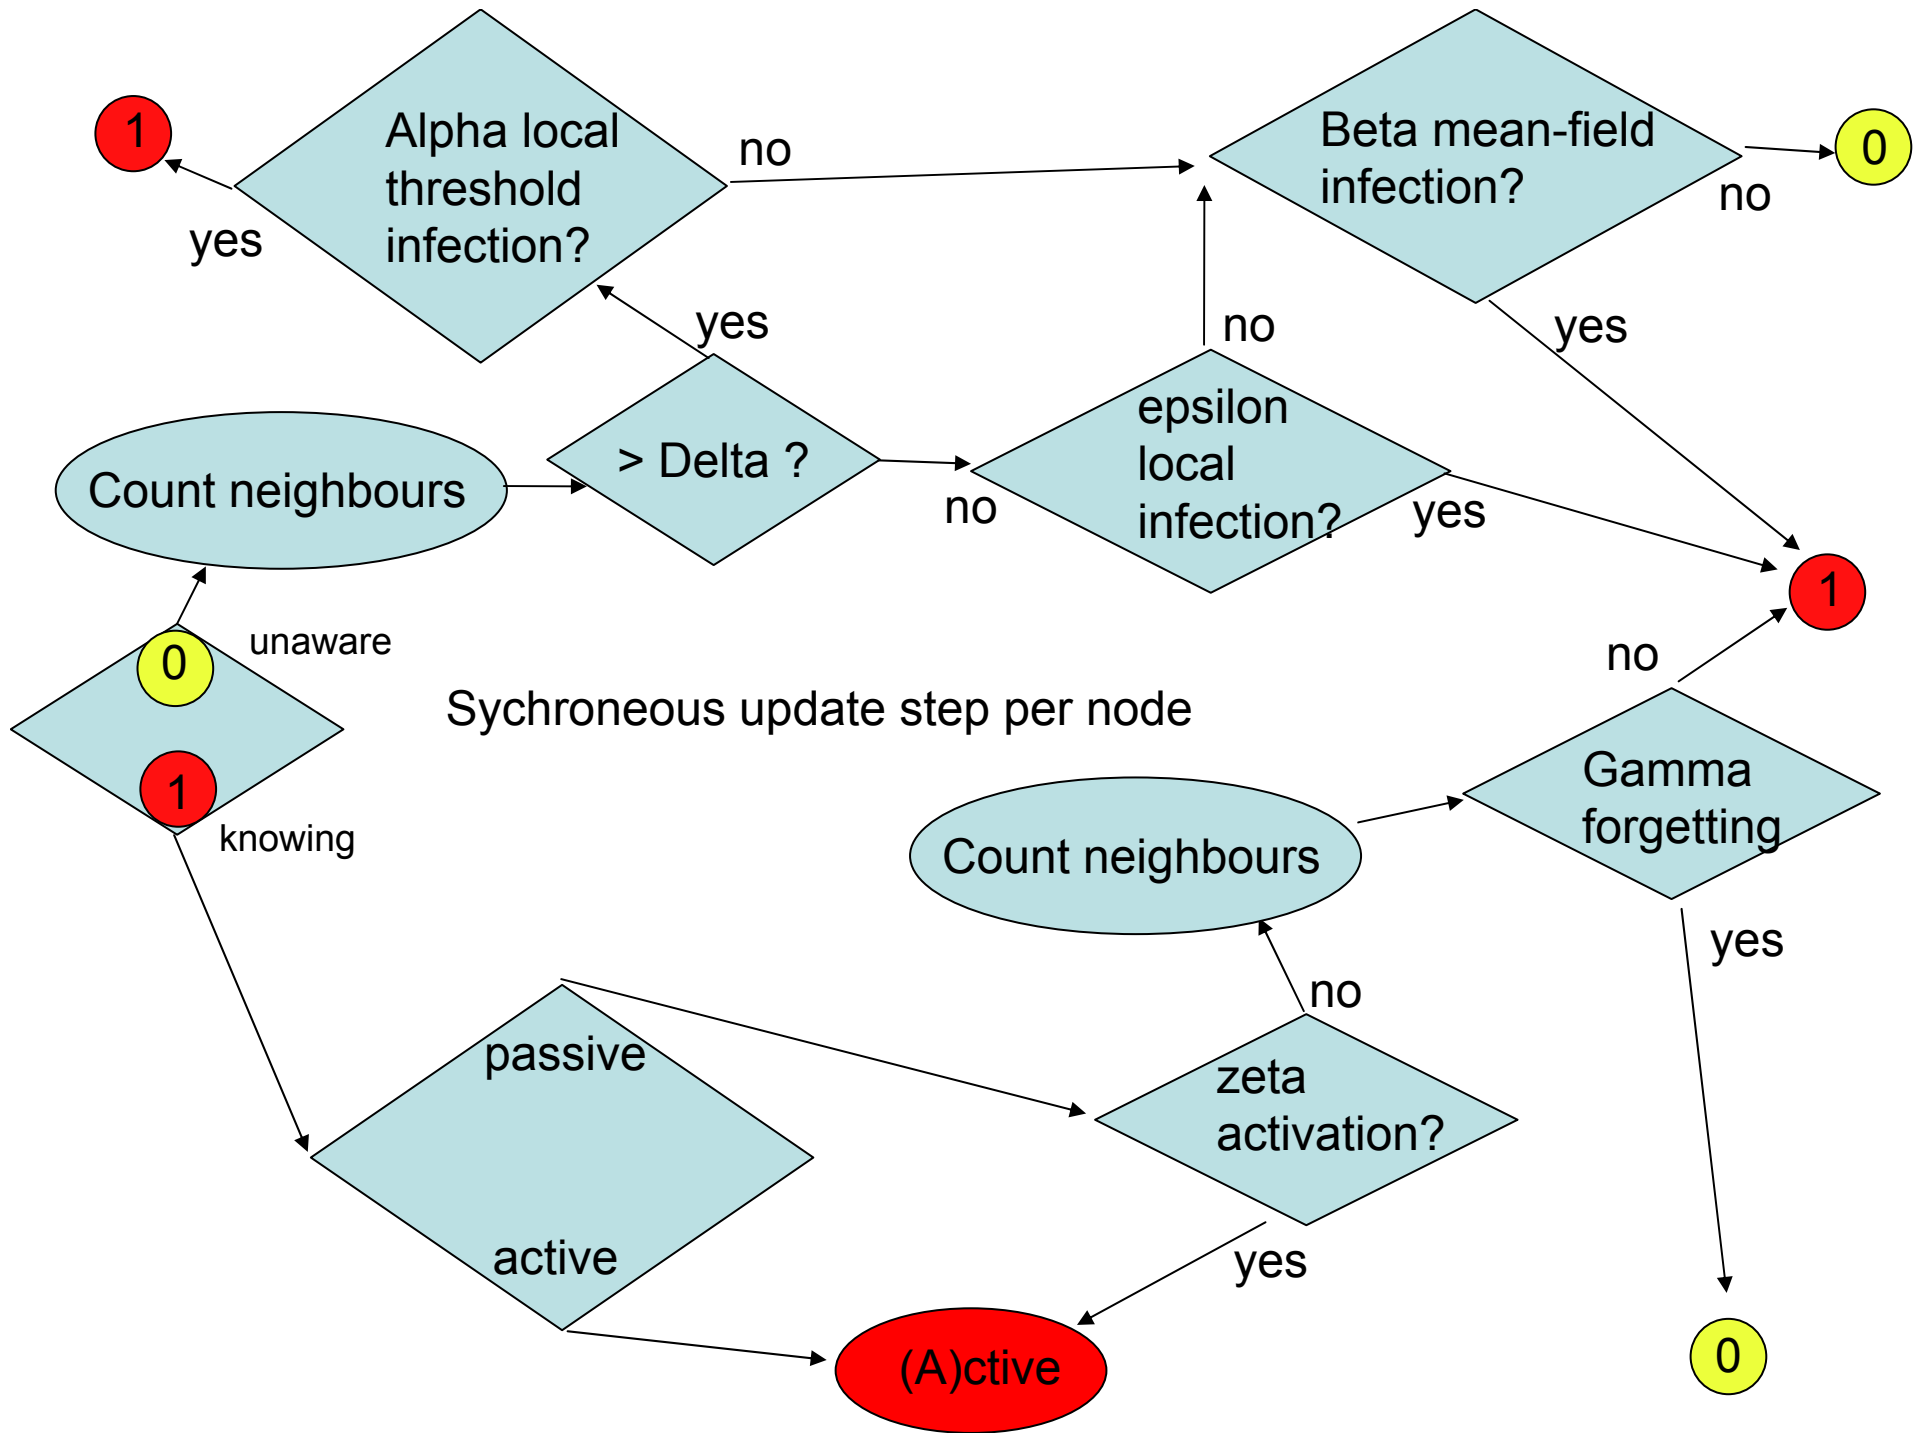 1
Alpha local
threshold
infection?
no
Beta mean-field
infection?
0
no
yes
yes
no
yes
epsilon
local
infection?
> Delta ?
Count neighbours
no
yes
1
0
unaware
no
Sychroneous update step per node
1
knowing
Gamma
forgetting
Count neighbours
yes
no
passive
zeta
activation?
active
yes
(A)ctive
0